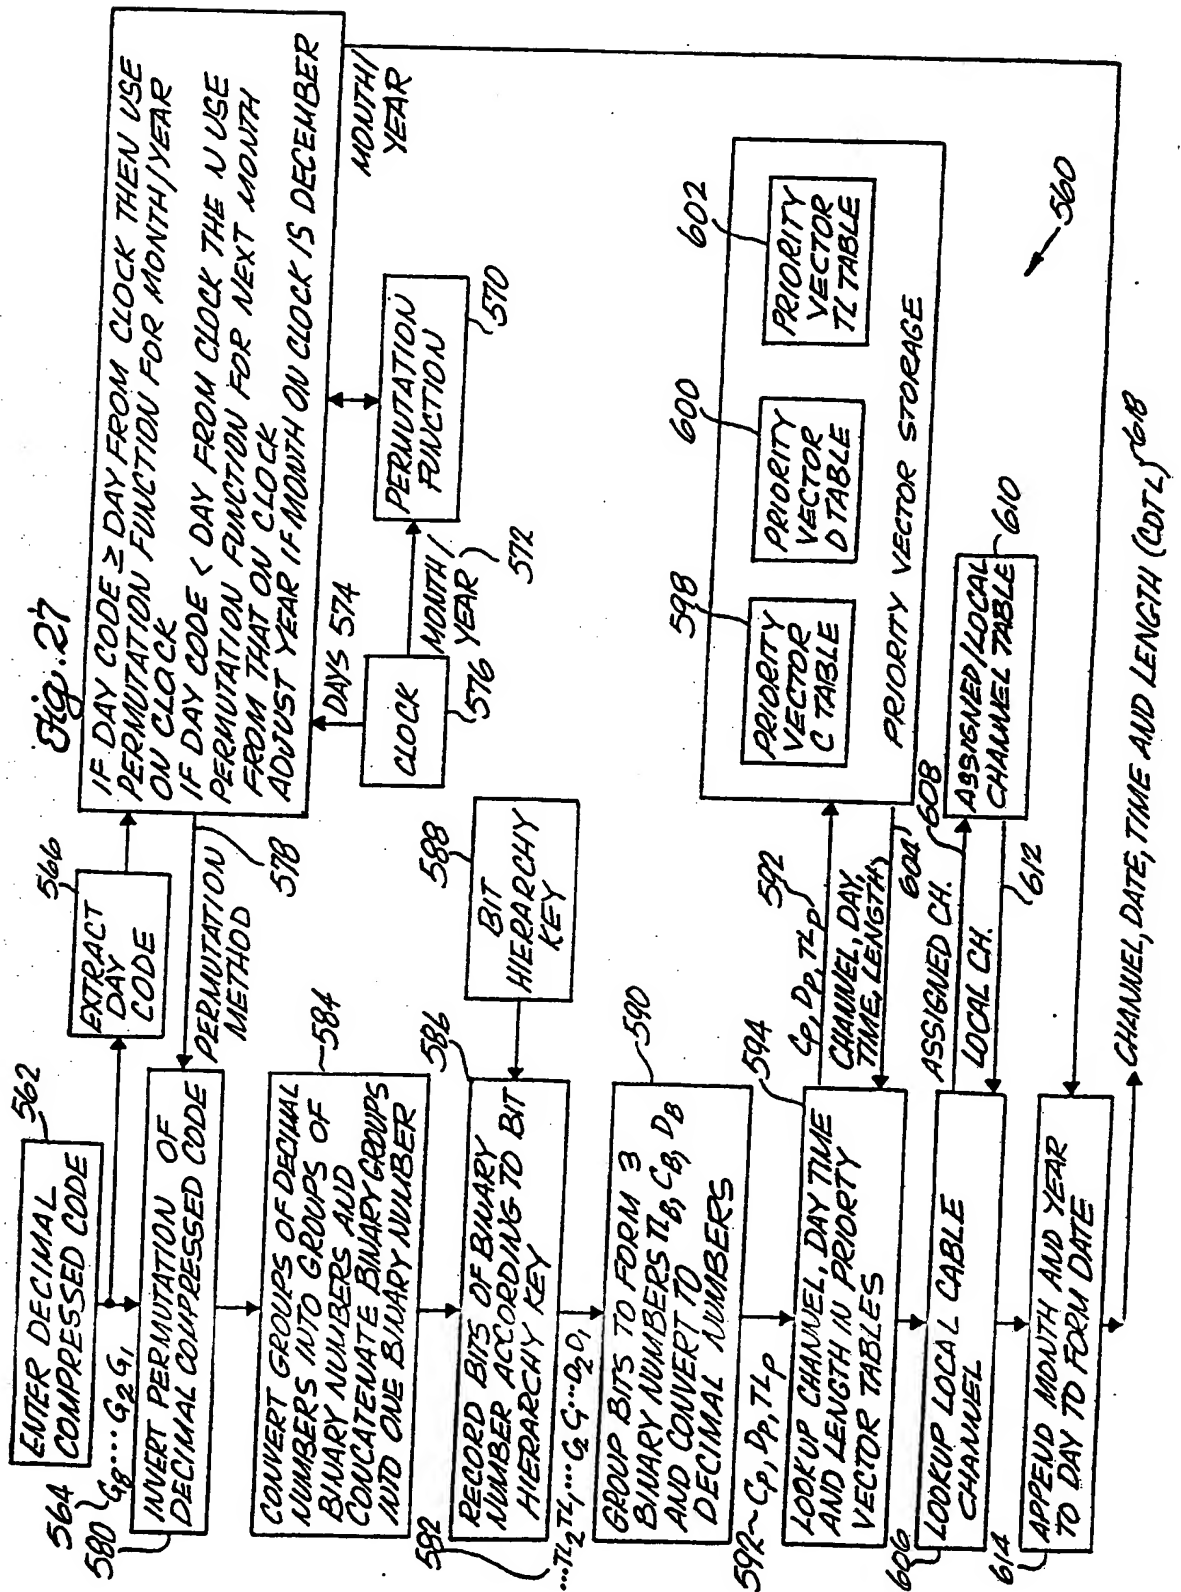 Fig. 27
562
ENTER DECIMAL
COMPRESSED CODE
564
G8···· G2 G1
566
EXTRACT
DAY
CODE
IF DAY CODE ≥ DAY FROM CLOCK THEN USE
PERMUTATION FUNCTION FOR MONTH/YEAR
ON CLOCK
IF DAY CODE < DAY FROM CLOCK THE N USE
PERMUTATION FUNCTION FOR NEXT MONTH
FROM THAT ON CLOCK
ADJUST YEAR IF MONTH ON CLOCK IS DECEMBER
MONTH/
YEAR
DAYS 574
CLOCK
576
MONTH/
YEAR
572
PERMUTATION
FUNCTION
570
PERMUTATION
METHOD
578
580
INVERT PERMUTATION OF
DECIMAL COUPRESSED CODE
584
CONVERT GROUPS OF DECIMAL
NUMBERS INTO GROUPS OF
BINARY NUMBERS AND
CONCATENATE BINARY GROUPS
INTO ONE BINARY NUMBER
586
588
BIT
HIERARCHY
KEY
RECORD BITS OF BINARY
NUMBER ACCORDING TO BIT
HIERARCHY KEY
582
...TL2 TL1 ... C2 C1 ... D2 D1
590
GROUP BITS TO FORM 3
BINARY NUMBERS TLB, CB, DB
AND CONVERT TO
DECIMAL NUMBERS
592~ CP, DP, TLP
594
LOOKUP CHANNEL, DAY TIME
AND LENGTH IN PRIORTY
VECTOR TABLES
CP, DP, TLP 592
CHANNEL, DAY,
TIME, LENGTH
604
598
PRIORITY
VECTOR
C TABLE
600
PRIORITY
VECTOR
D TABLE
602
PRIORITY
VECTOR
TL TABLE
PRIORITY VECTOR STORAGE
560
606
LOOKUP LOCAL CABLE
CHANNEL
ASSIGNED CH. 608
LOCAL CH.
612
ASSIGNED/LOCAL
CHANNEL TABLE
610
614
APPEND MONTH AND YEAR
TO DAY TO FORM DATE
CHANNEL, DATE, TIME AND LENGTH (CDTL) 618